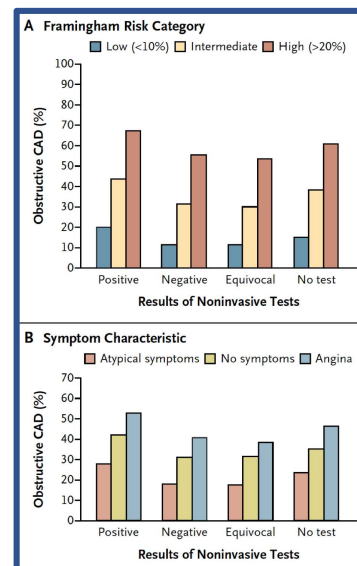 A Framingham Risk Category
Low (<10%) Intermediate High (>20%)
100
90
80
70
60
50
40
30
20
10
0
Obstructive CAD (%)
Positive Negative Equivocal No test
Results of Noninvasive Tests
B Symptom Characteristic
Atypical symptoms No symptoms Angina
70
60
50
40
30
20
10
0
Obstructive CAD (%)
Positive Negative Equivocal No test
Results of Noninvasive Tests